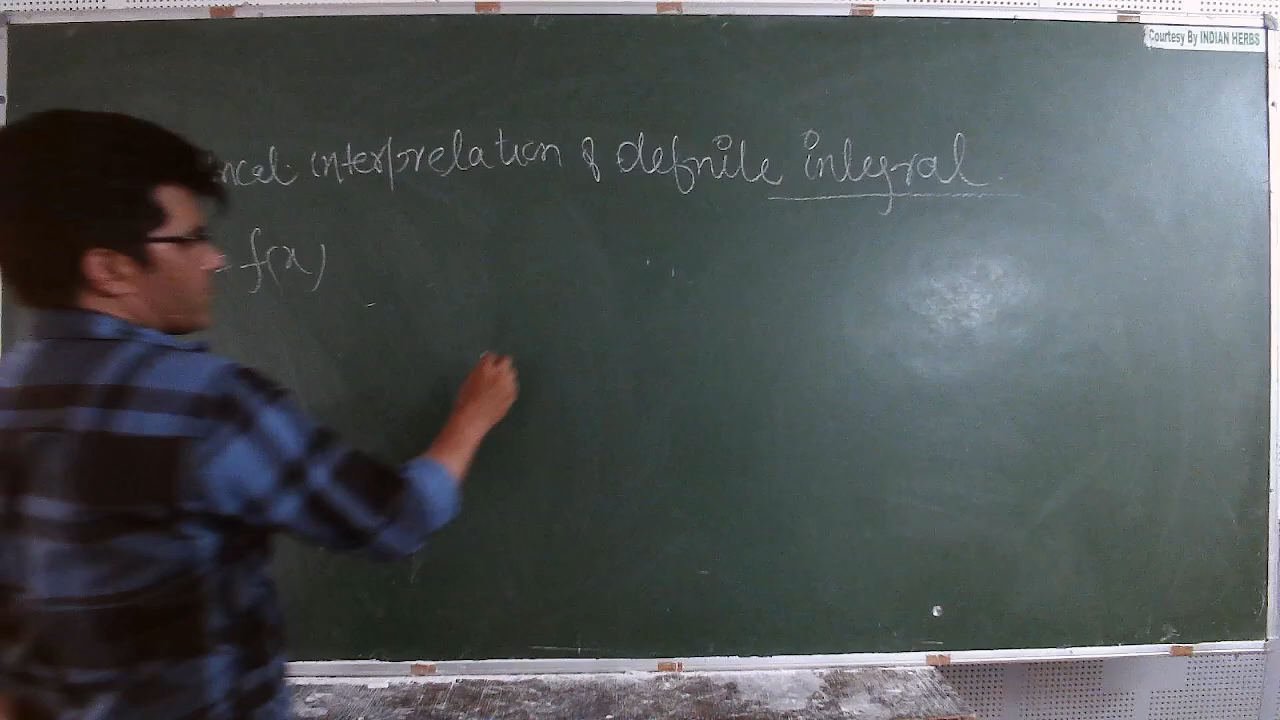 Courtesy By INDIAN HERBS
interpretation of definite integral.
f(x)